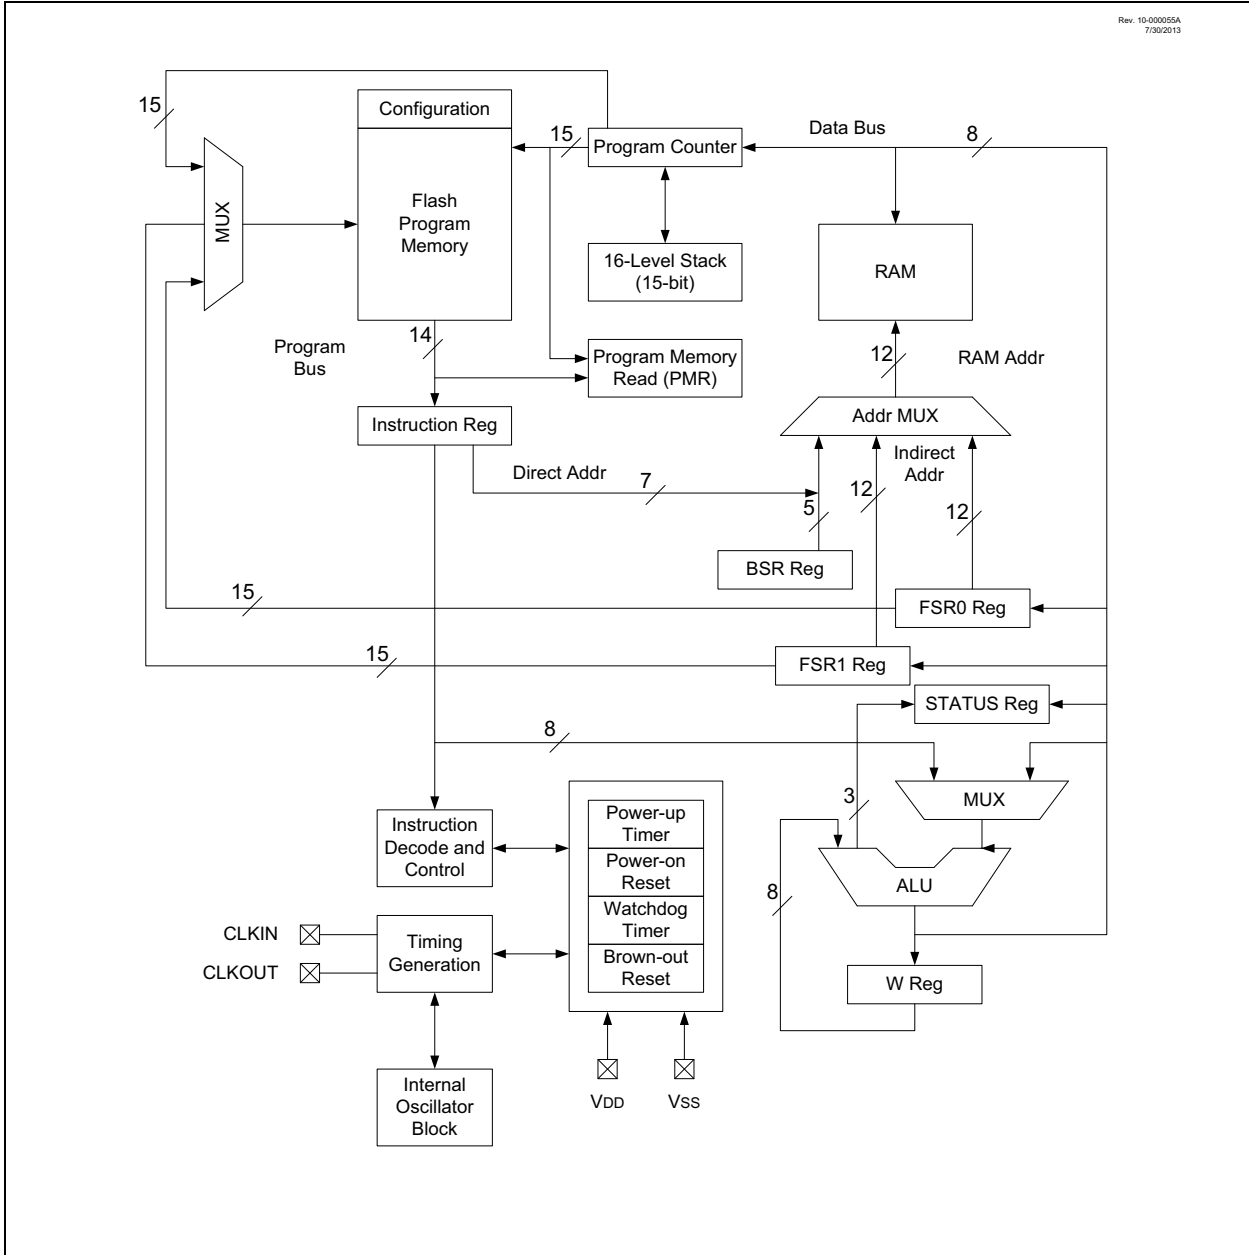 Rev. 10-000055A
7/30/2013
15
Configuration
15
Program Counter
Data Bus
8
MUX
Flash
Program
Memory
16-Level Stack
(15-bit)
RAM
Program
Bus
14
Program Memory
Read (PMR)
12
RAM Addr
Instruction Reg
Addr MUX
Direct Addr
7
5
12
Indirect
Addr
12
BSR Reg
15
FSR0 Reg
15
FSR1 Reg
STATUS Reg
8
3
MUX
Instruction
Decode and
Control
Power-up
Timer
Power-on
Reset
Watchdog
Timer
Brown-out
Reset
8
ALU
CLKIN
CLKOUT
Timing
Generation
W Reg
Internal
Oscillator
Block
VDD
VSS